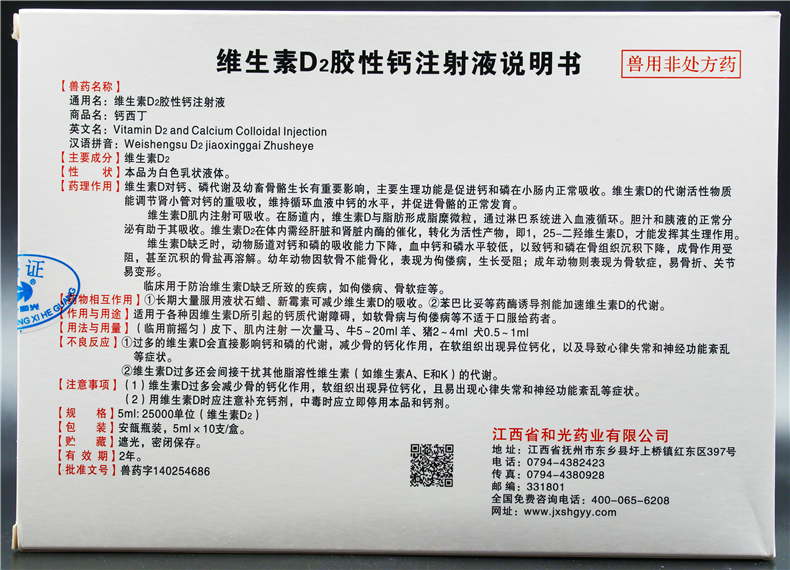 维生素D2胶性钙注射液说明书
兽用非处方药
【兽药名称】
通用名：维生素D2胶性钙注射液
商品名：钙西丁
英文名：Vitamin D2 and Calcium Colloidal Injection
汉语拼音：Weishengsu D2 jiaoxinggai Zhusheye
【主要成分】维生素D2
【性　　状】本品为白色乳状液体。
【药理作用】维生素D对钙、磷代谢及幼畜骨骼生长有重要影响，主要生理功能是促进钙和磷在小肠内正常吸收。维生素D的代谢活性物质
能调节肾小管对钙的重吸收，维持循环血液中钙的水平，并促进骨骼的正常发育。
维生素D肌内注射可吸收。在肠道内，维生素D与脂肪形成脂糜微粒，通过淋巴系统进入血液循环。胆汁和胰液的正常分
泌有助于其吸收。维生素D2在体内需经肝脏和肾脏内酶的催化，转化为活性产物，即1，25-二羟维生素D，才能发挥其生理作用。
维生素D缺乏时，动物肠道对钙和磷的吸收能力下降，血中钙和磷水平较低，以致钙和磷在骨组织沉积下降，成骨作用受
阻，甚至沉积的骨盐再溶解。幼年动物因软骨不能骨化，表现为佝偻病，生长受阻；成年动物则表现为骨软症，易骨折、关节
易变形。
临床用于防治维生素D缺乏所致的疾病，如佝偻病、骨软症等。
药物相互作用】①长期大量服用液状石蜡、新霉素可减少维生素D的吸收。②苯巴比妥等药酶诱导剂能加速维生素D的代谢。
【作用与用途】适用于各种因维生素D所引起的钙质代谢障碍，如软骨病与佝偻病等不适于口服给药者。
【用法与用量】（临用前摇匀）皮下、肌内注射 一次量马、牛5～20ml 羊、猪2～4ml 犬0.5～1ml
【不良反应】①过多的维生素D会直接影响钙和磷的代谢，减少骨的钙化作用，在软组织出现异位钙化，以及导致心律失常和神经功能紊乱
等症状。
②维生素D过多还会间接干扰其他脂溶性维生素（如维生素A、E和K）的代谢。
【注意事项】（1）维生素D过多会减少骨的钙化作用，软组织出现异位钙化，且易出现心律失常和神经功能紊乱等症状。
（2）用维生素D时应注意补充钙剂，中毒时应立即停用本品和钙剂。
【规　　格】5ml: 25000单位（维生素D2）
【包　　装】安瓿瓶装，5ml×10支/盒。
【贮　　藏】遮光，密闭保存。
【有 效 期】2年。
【批准文号】兽药字140254686
江西省和光药业有限公司
地址：江西省抚州市东乡县圩上桥镇红东区397号
电话：0794-4382423
传真：0794-4380928
邮编：331801
全国免费咨询电话：400-065-6208
网址：www.jxshgyy.com
证
XI HE GUANG